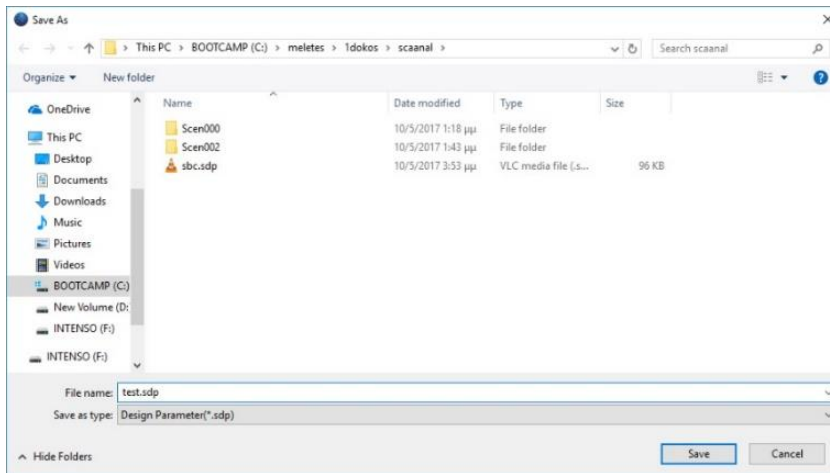 Save As
This PC > BOOTCAMP (C:) > meletes > 1dokos > scaanal >
Search scaanal
Organize
New folder
Name
Date modified
Type
Size
OneDrive
This PC
Desktop
Documents
Downloads
Music
Pictures
Videos
BOOTCAMP (C:)
New Volume (D:
INTENSO (F:)
INTENSO (F:)
Scen000 10/5/2017 1:18 μμ File folder
Scen002 10/5/2017 1:43 μμ File folder
sbc.sdp 10/5/2017 3:53 μμ VLC media file (.s... 96 KB
File name: test.sdp
Save as type: Design Parameter(*.sdp)
Hide Folders
Save
Cancel